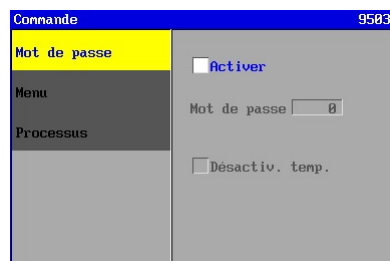 Commande 9503
Mot de passe
Menu
Processus
Activer
Mot de passe 0
Désactiv. temp.